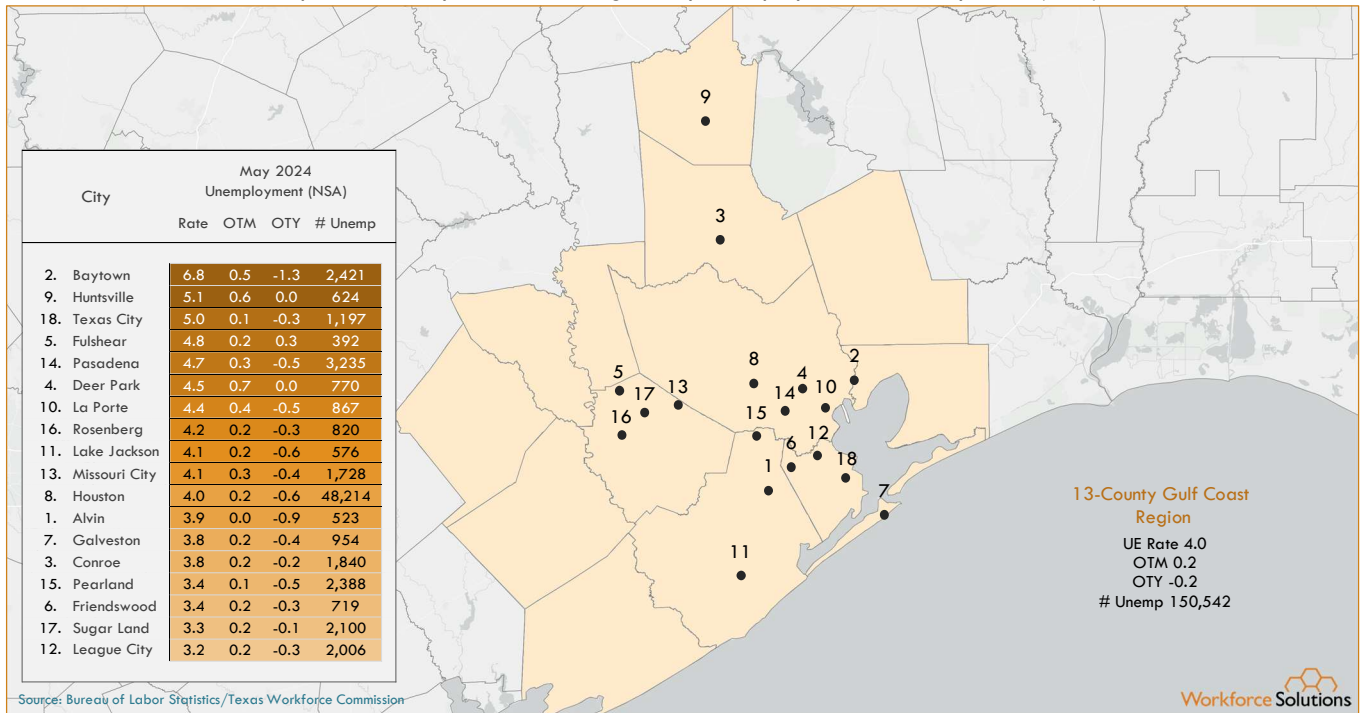 City
May 2024
Unemployment (NSA)
Rate OTM OTY # Unemp
2. Baytown 6.8 0.5 -1.3 2,421
9. Huntsville 5.1 0.6 0.0 624
18. Texas City 5.0 0.1 -0.3 1,197
5. Fulshear 4.8 0.2 0.3 392
14. Pasadena 4.7 0.3 -0.5 3,235
4. Deer Park 4.5 0.7 0.0 770
10. La Porte 4.4 0.4 -0.5 867
16. Rosenberg 4.2 0.2 -0.3 820
11. Lake Jackson 4.1 0.2 -0.6 576
13. Missouri City 4.1 0.3 -0.4 1,728
8. Houston 4.0 0.2 -0.6 48,214
1. Alvin 3.9 0.0 -0.9 523
7. Galveston 3.8 0.2 -0.4 954
3. Conroe 3.8 0.2 -0.2 1,840
15. Pearland 3.4 0.1 -0.5 2,388
6. Friendswood 3.4 0.2 -0.3 719
17. Sugar Land 3.3 0.2 -0.1 2,100
12. League City 3.2 0.2 -0.3 2,006
Source: Bureau of Labor Statistics/Texas Workforce Commission
9
3
8
2
5
4
17
13
14
10
16
15
6
12
1
18
7
11
13-County Gulf Coast
Region
UE Rate 4.0
OTM 0.2
OTY -0.2
# Unemp 150,542
Workforce Solutions